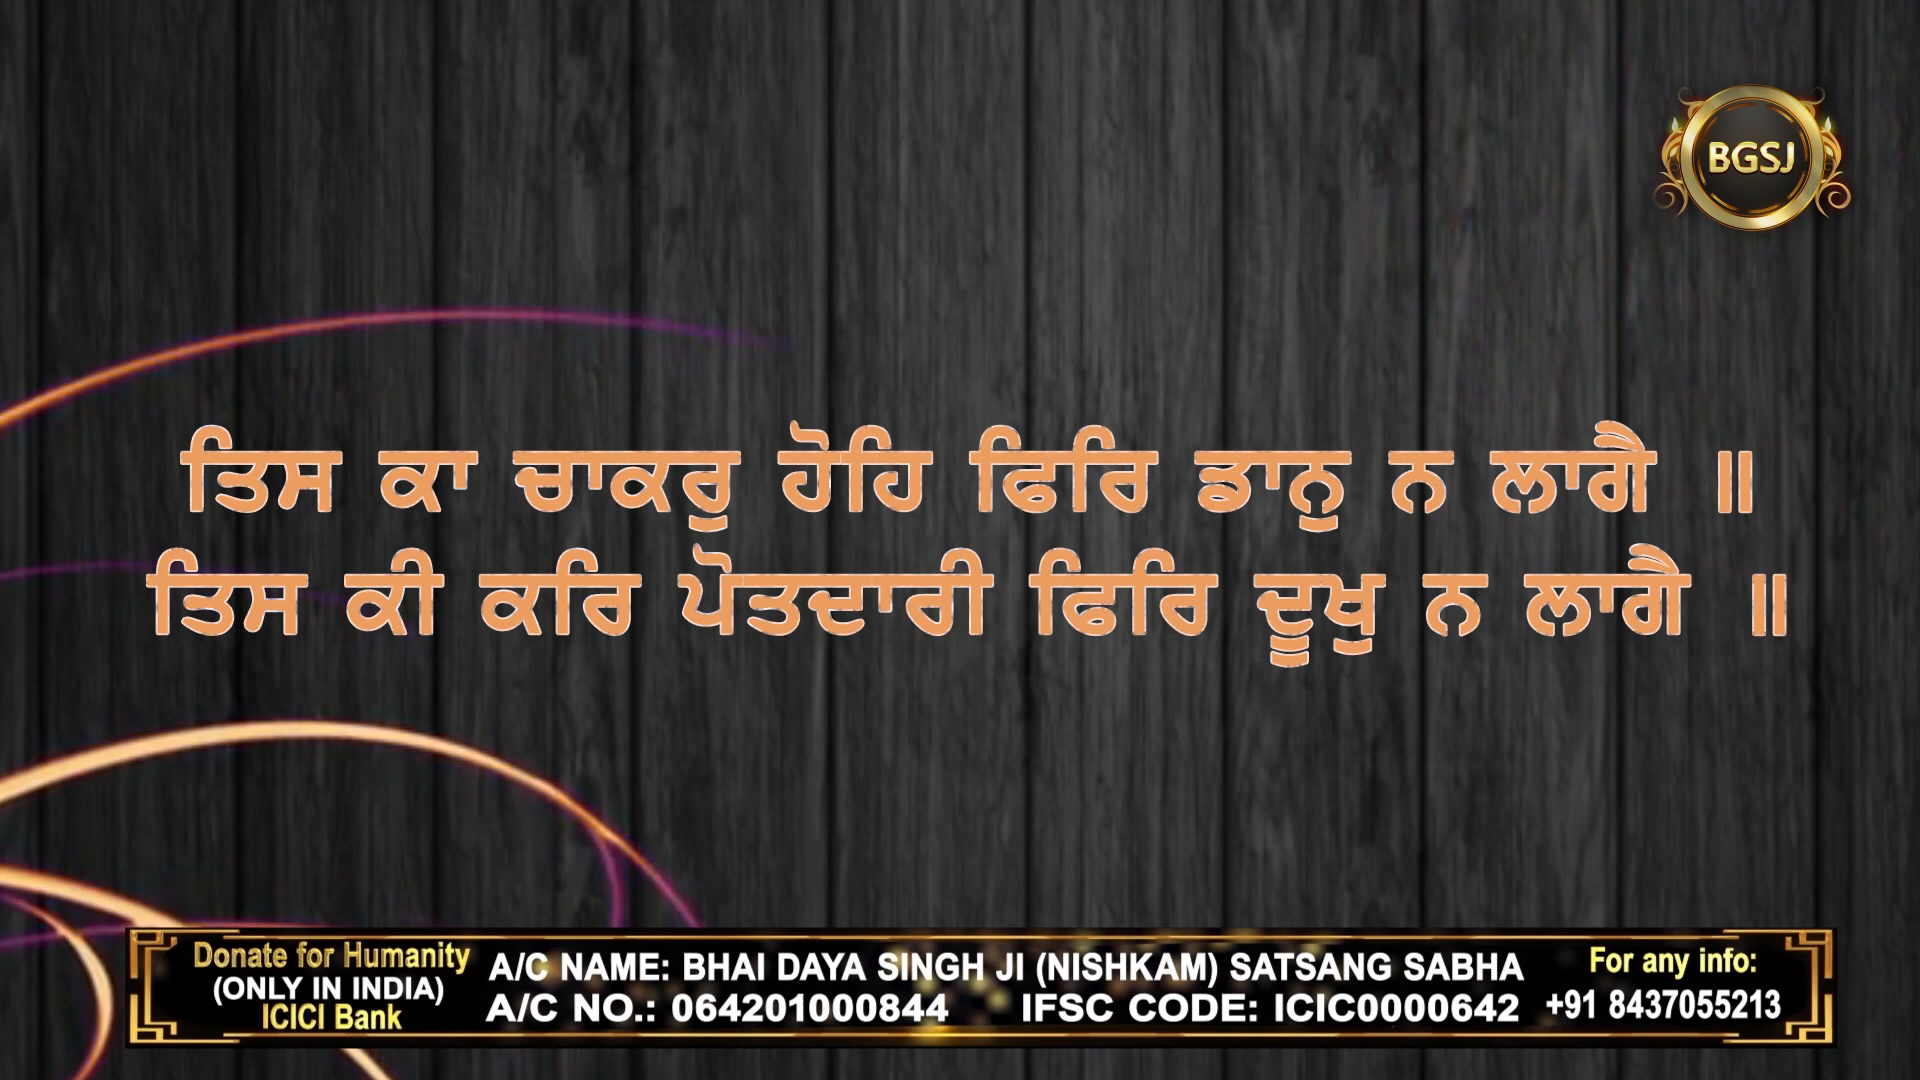 BGSJ
ਤਿਸ ਕਾ ਚਾਕਰੁ ਹੋਹਿ ਫਿਰਿ ਡਾਨੁ ਨ ਲਾਗੈ ॥
ਤਿਸ ਕੀ ਕਰਿ ਪੋਤਦਾਰੀ ਫਿਰਿ ਦੂਖੁ ਨ ਲਾਗੈ ॥
Donate for Humanity
(ONLY IN INDIA)
ICICI Bank
A/C NAME: BHAI DAYA SINGH JI (NISHKAM) SATSANG SABHA
A/C NO.: 064201000844 IFSC CODE: ICIC0000642
For any info:
+91 8437055213